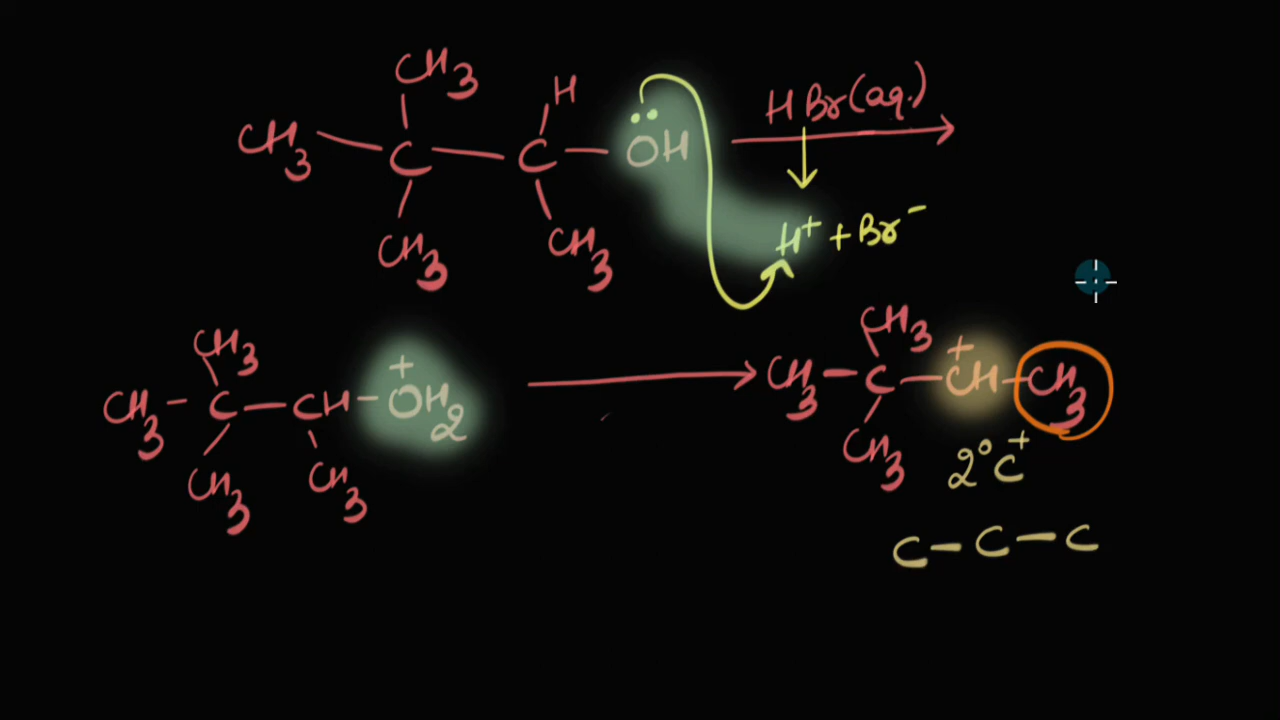 CH3 H
CH3 — C — C — ÖH HBr(aq.)
CH3 CH3 H+ + Br−
CH3
CH3 — C — CH — +OH2
CH3 CH3
CH3
CH3 — C — +CH — CH3
CH3
2° C+
C — C — C